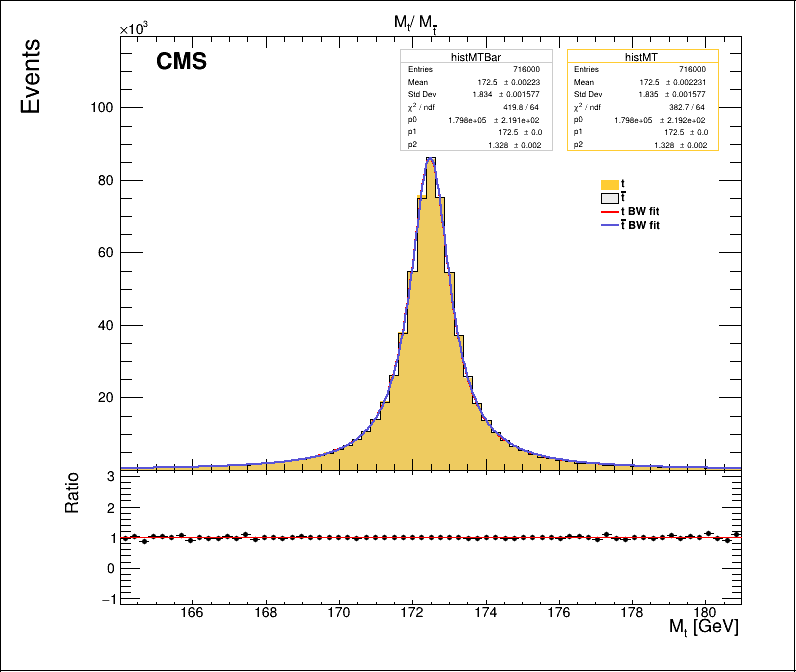 M_t/ M_t̅
×10³
Events
CMS
histMTBar
Entries 716000
Mean 172.5 ± 0.00223
Std Dev 1.834 ± 0.001577
χ² / ndf 419.8 / 64
p0 1.798e+05 ± 2.191e+02
p1 172.5 ± 0.0
p2 1.328 ± 0.002
histMT
Entries 716000
Mean 172.5 ± 0.002231
Std Dev 1.835 ± 0.001577
χ² / ndf 382.7 / 64
p0 1.798e+05 ± 2.192e+02
p1 172.5 ± 0.0
p2 1.328 ± 0.002
t
t̅
t BW fit
t̅ BW fit
100
80
60
40
20
Ratio
3
2
1
0
−1
166 168 170 172 174 176 178 180
M_t [GeV]